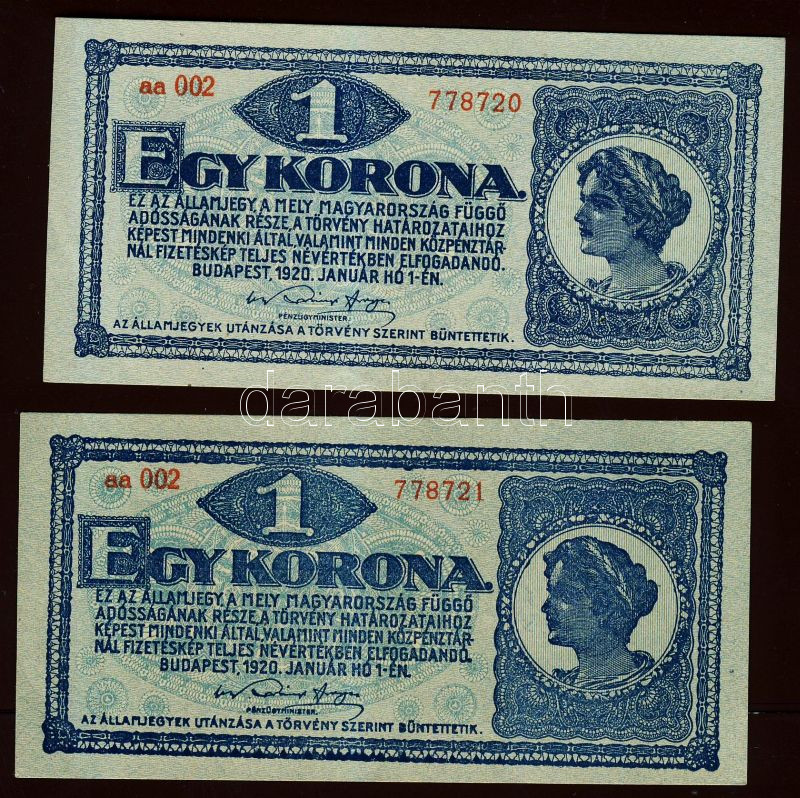 aa 002
1
778720
EGY KORONA.
EZ AZ ÁLLAMJEGY, A MELY MAGYARORSZÁG FÜGGŐ
ADÓSSÁGÁNAK RÉSZE, A TÖRVÉNY HATÁROZATAIHOZ
KÉPEST MINDENKI ÁLTAL, VALAMINT MINDEN KÖZPÉNZTÁR-
NÁL FIZETÉSKÉP TELJES NÉVÉRTÉKBEN ELFOGADANDÓ.
BUDAPEST, 1920. JANUÁR HÓ 1-ÉN.
PÉNZÜGYMINISTER.
AZ ÁLLAMJEGYEK UTÁNZÁSA A TÖRVÉNY SZERINT BÜNTETTETIK.
darabanth
aa 002
1
778721
EGY KORONA.
EZ AZ ÁLLAMJEGY, A MELY MAGYARORSZÁG FÜGGŐ
ADÓSSÁGÁNAK RÉSZE, A TÖRVÉNY HATÁROZATAIHOZ
KÉPEST MINDENKI ÁLTAL, VALAMINT MINDEN KÖZPÉNZTÁR-
NÁL FIZETÉSKÉP TELJES NÉVÉRTÉKBEN ELFOGADANDÓ.
BUDAPEST, 1920. JANUÁR HÓ 1-ÉN.
PÉNZÜGYMINISTER.
AZ ÁLLAMJEGYEK UTÁNZÁSA A TÖRVÉNY SZERINT BÜNTETTETIK.